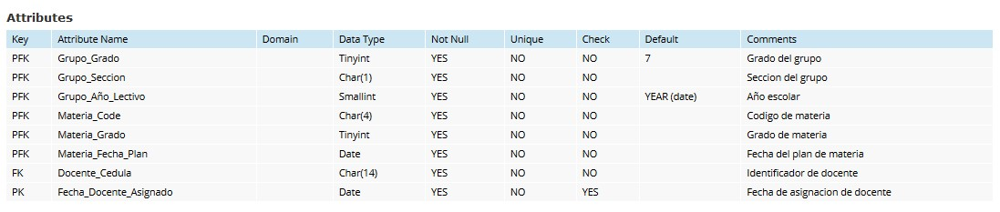 Attributes
Key Attribute Name Domain Data Type Not Null Unique Check Default Comments
PFK Grupo_Grado Tinyint YES NO NO 7 Grado del grupo
PFK Grupo_Seccion Char(1) YES NO NO Seccion del grupo
PFK Grupo_Año_Lectivo Smallint YES NO NO YEAR (date) Año escolar
PFK Materia_Code Char(4) YES NO NO Codigo de materia
PFK Materia_Grado Tinyint YES NO NO Grado de materia
PFK Materia_Fecha_Plan Date YES NO NO Fecha del plan de materia
FK Docente_Cedula Char(14) YES NO NO Identificador de docente
PK Fecha_Docente_Asignado Date YES NO YES Fecha de asignacion de docente